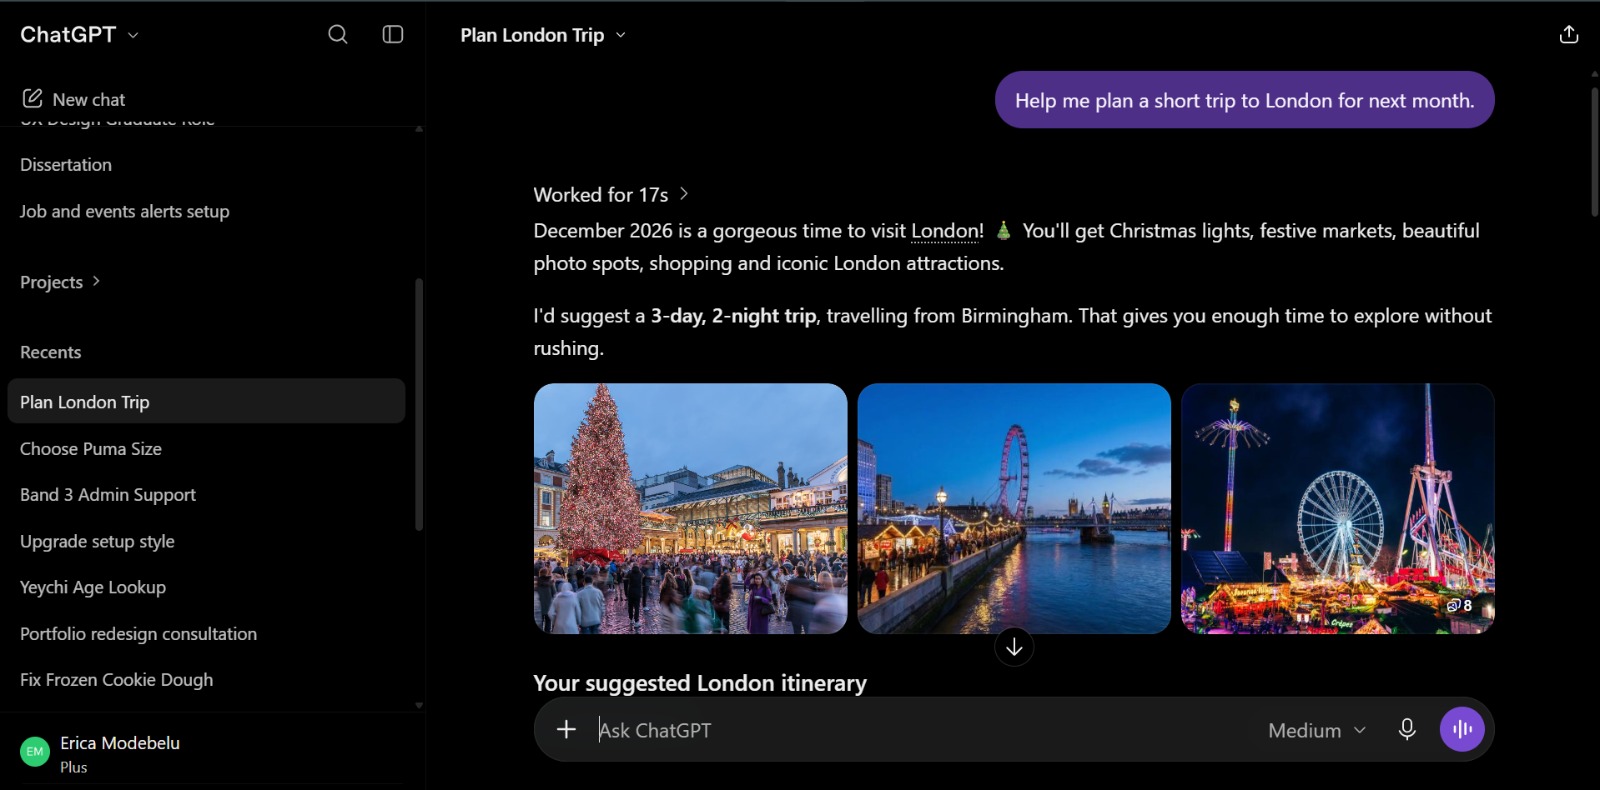 ChatGPT
New chat
UX Design Graduate Role
Dissertation
Job and events alerts setup
Projects
Recents
Plan London Trip
Choose Puma Size
Band 3 Admin Support
Upgrade setup style
Yeychi Age Lookup
Portfolio redesign consultation
Fix Frozen Cookie Dough
EM
Erica Modebelu
Plus
Plan London Trip
Help me plan a short trip to London for next month.
Worked for 17s
December 2026 is a gorgeous time to visit London! 🎄 You'll get Christmas lights, festive markets, beautiful
photo spots, shopping and iconic London attractions.
I'd suggest a 3-day, 2-night trip, travelling from Birmingham. That gives you enough time to explore without
rushing.
8
Crêpes
Your suggested London itinerary
Ask ChatGPT
Medium